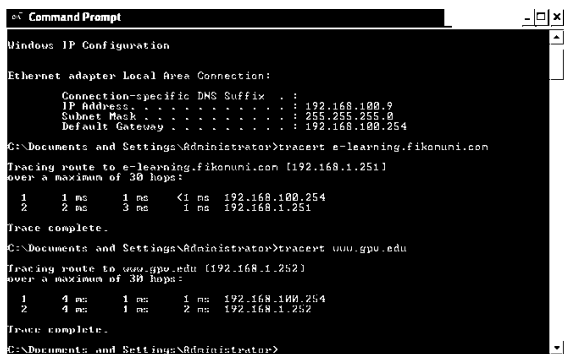 Command Prompt
Windows IP Configuration
Ethernet adapter Local Area Connection:
Connection-specific DNS Suffix . :
IP Address. . . . . . . . . . . . : 192.168.100.9
Subnet Mask . . . . . . . . . . . : 255.255.255.0
Default Gateway . . . . . . . . . : 192.168.100.254
C:\Documents and Settings\Administrator>tracert e-learning.fikomuni.com
Tracing route to e-learning.fikomuni.com [192.168.1.251]
over a maximum of 30 hops:
1 1 ms 1 ms <1 ms 192.168.100.254
2 2 ms 3 ms 1 ms 192.168.1.251
Trace complete.
C:\Documents and Settings\Administrator>tracert www.gpv.edu
Tracing route to www.gpv.edu [192.168.1.252]
over a maximum of 30 hops:
1 4 ms 1 ms 1 ms 192.168.100.254
2 4 ms 1 ms 2 ms 192.168.1.252
Trace complete.
C:\Documents and Settings\Administrator>